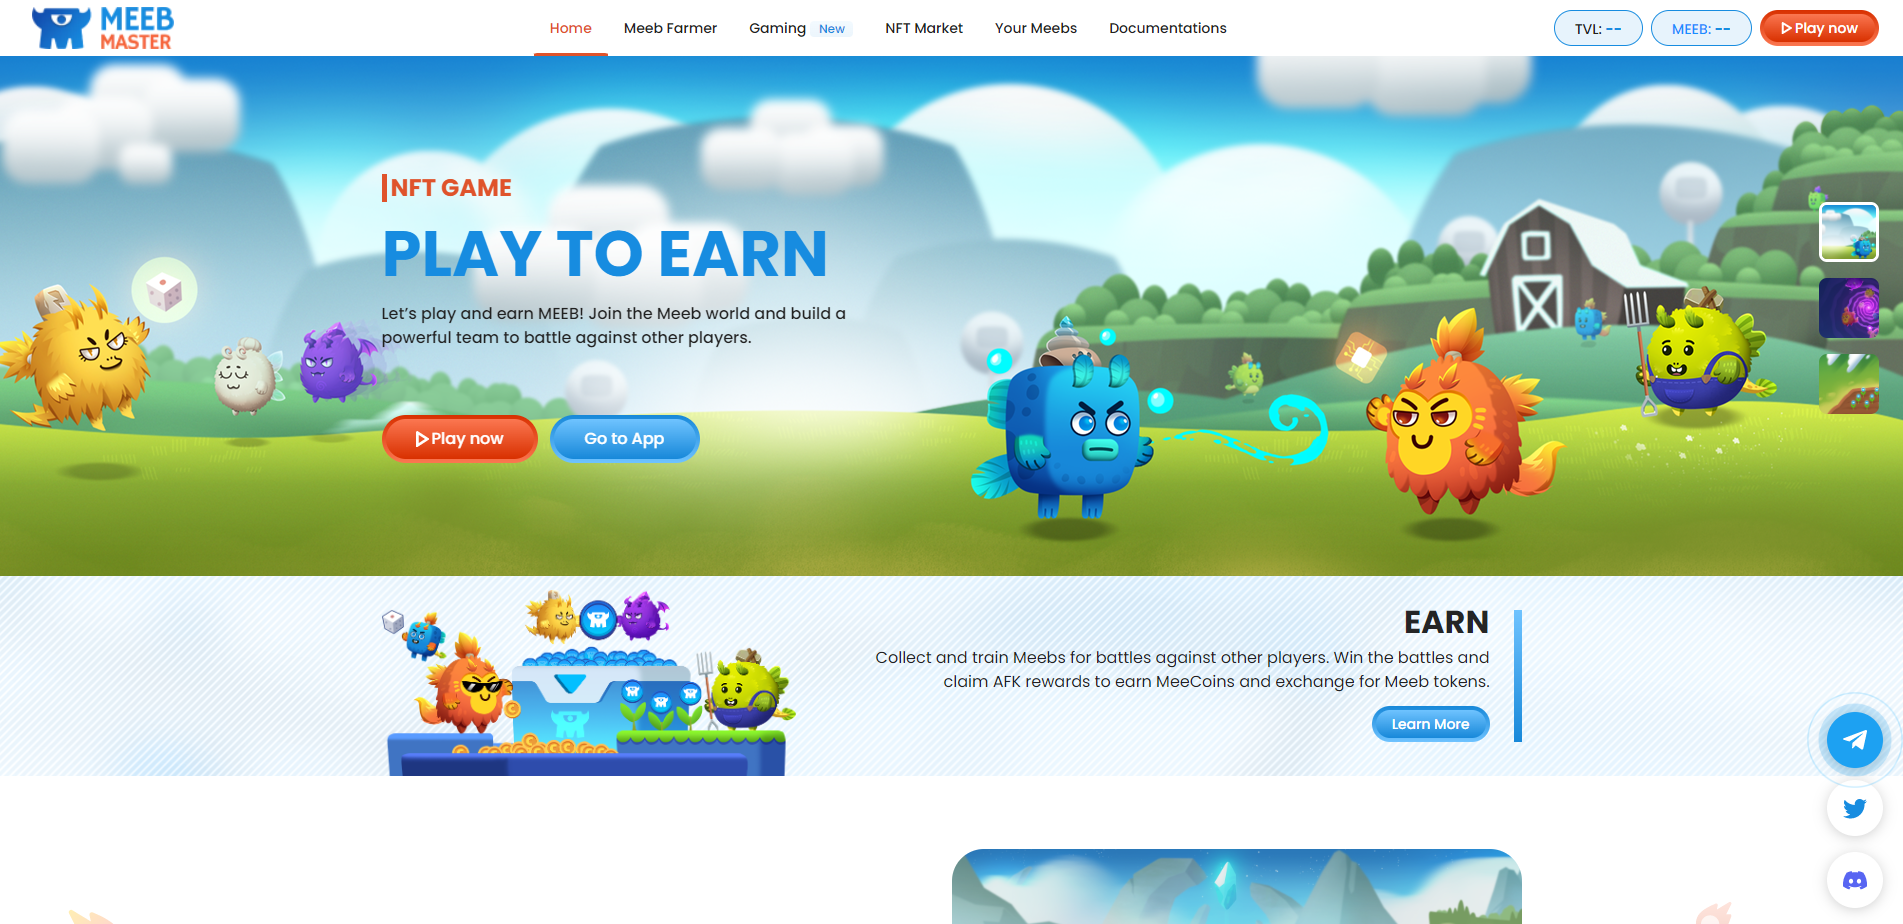 MEEB
MASTER
Home
Meeb Farmer
Gaming New
NFT Market
Your Meebs
Documentations
TVL: --
MEEB: --
Play now
NFT GAME
PLAY TO EARN
Let’s play and earn MEEB! Join the Meeb world and build a
powerful team to battle against other players.
Play now
Go to App
EARN
Collect and train Meebs for battles against other players. Win the battles and
claim AFK rewards to earn MeeCoins and exchange for Meeb tokens.
Learn More